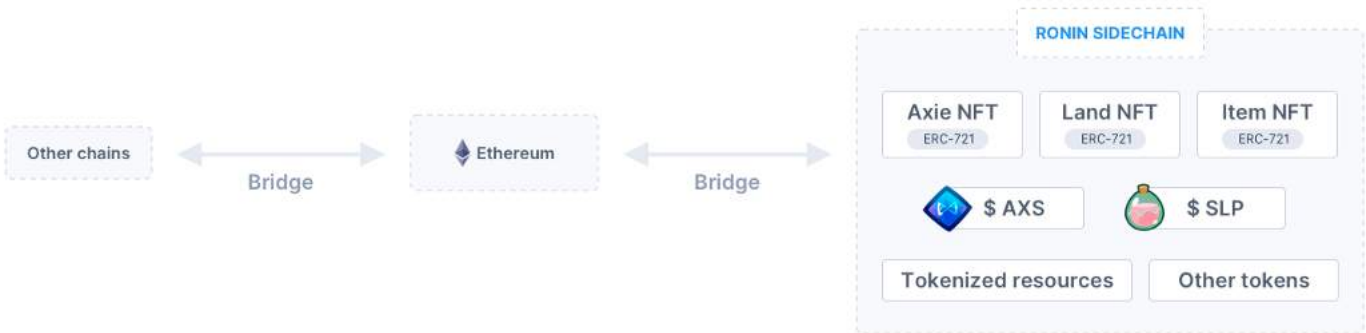 RONIN SIDECHAIN
Axie NFT
ERC-721
Land NFT
ERC-721
Item NFT
ERC-721
Other chains
Bridge
Ethereum
Bridge
$ AXS
$ SLP
Tokenized resources
Other tokens